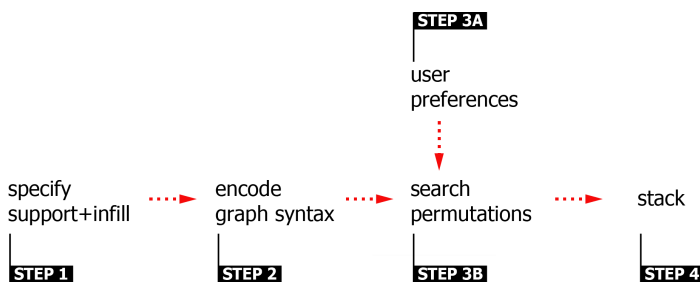 STEP 3A
user
preferences
specify
support+infill
encode
graph syntax
search
permutations
stack
STEP 1
STEP 2
STEP 3B
STEP 4